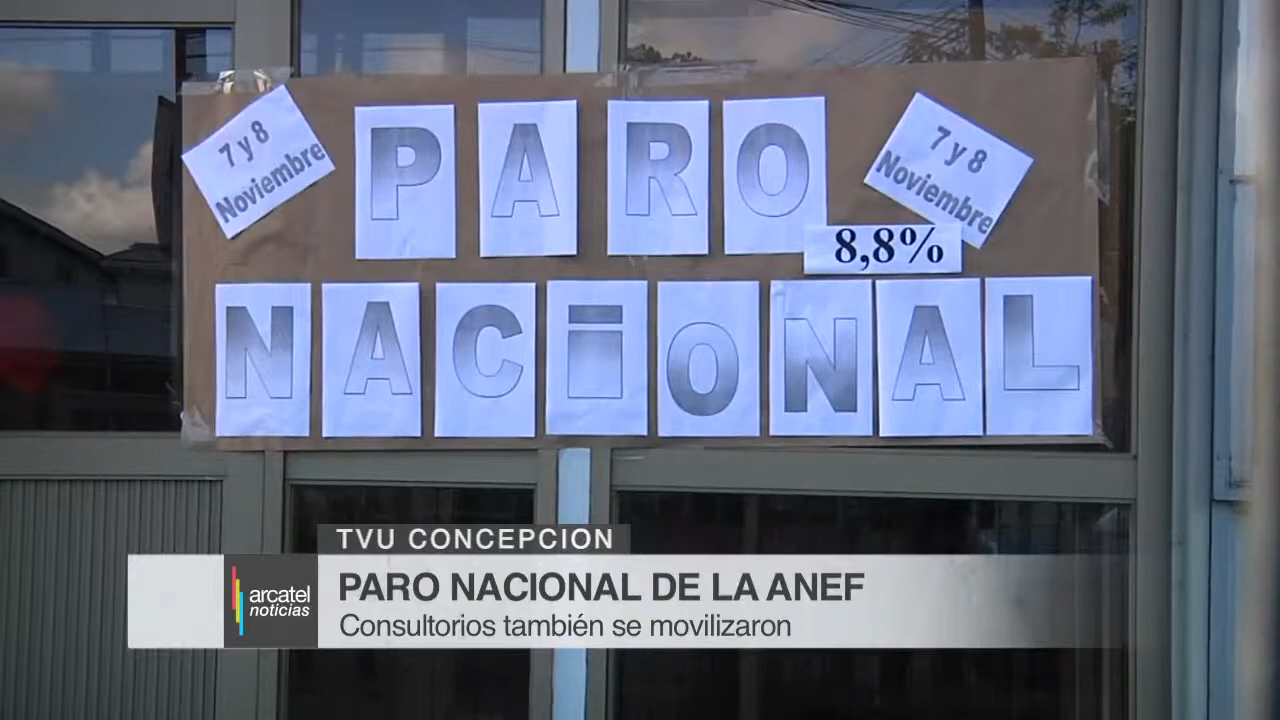 7 y 8
Noviembre
PARO
7 y 8
Noviembre
8,8%
NACiONAL
TVU CONCEPCION
arcatel
noticias
PARO NACIONAL DE LA ANEF
Consultorios también se movilizaron